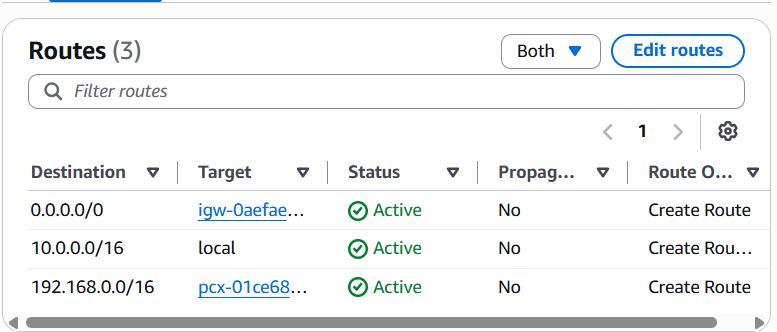 Routes (3)
Both
Edit routes
Filter routes
1
Destination Target Status Propag... Route O...
0.0.0.0/0 igw-0aefae... Active No Create Route
10.0.0.0/16 local Active No Create Rou...
192.168.0.0/16 pcx-01ce68... Active No Create Route